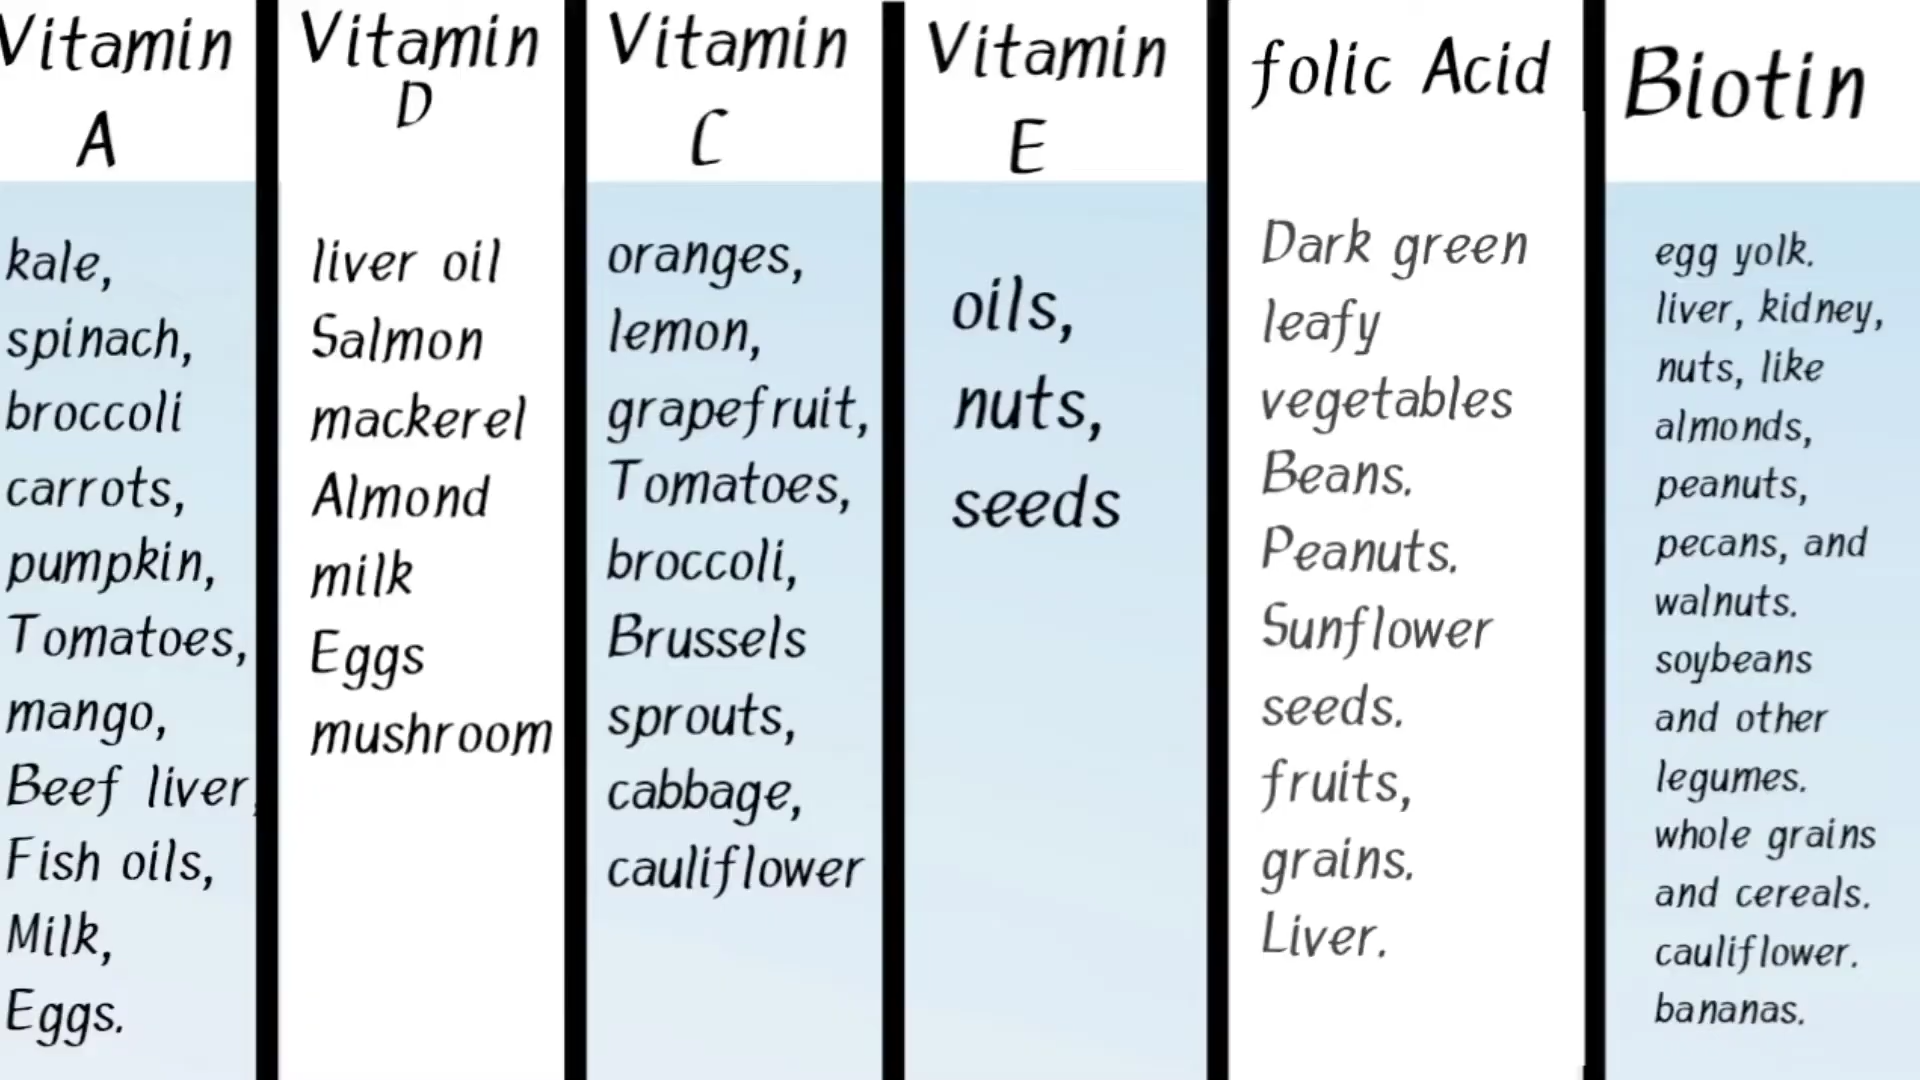 Vitamin
A
kale,
spinach,
broccoli
carrots,
pumpkin,
Tomatoes,
mango,
Beef liver,
Fish oils,
Milk,
Eggs.
Vitamin
D
liver oil
Salmon
mackerel
Almond
milk
Eggs
mushroom
Vitamin
C
oranges,
lemon,
grapefruit,
Tomatoes,
broccoli,
Brussels
sprouts,
cabbage,
cauliflower
Vitamin
E
oils,
nuts,
seeds
folic Acid
Dark green
leafy
vegetables
Beans.
Peanuts.
Sunflower
seeds.
fruits,
grains.
Liver.
Biotin
egg yolk.
liver, kidney,
nuts, like
almonds,
peanuts,
pecans, and
walnuts.
soybeans
and other
legumes.
whole grains
and cereals.
cauliflower.
bananas.